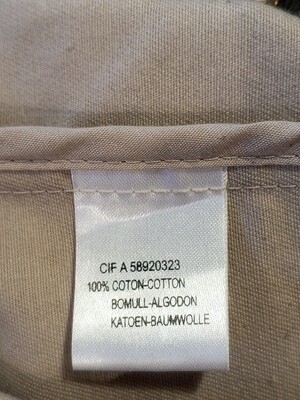 CIF A 58920323
100% COTON-COTTON
BOMULL-ALGODON
KATOEN-BAUMWOLLE